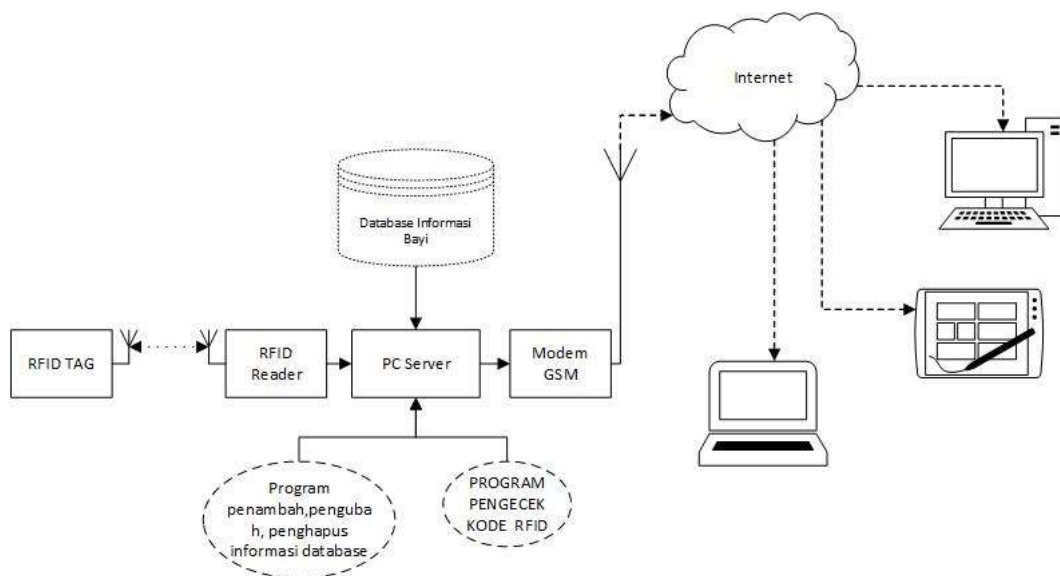 Internet
Database Informasi
Bayi
RFID TAG
RFID
Reader
PC Server
Modem
GSM
Program
penambah,penguba
h, penghapus
informasi database
PROGRAM
PENGECEK
KODE RFID